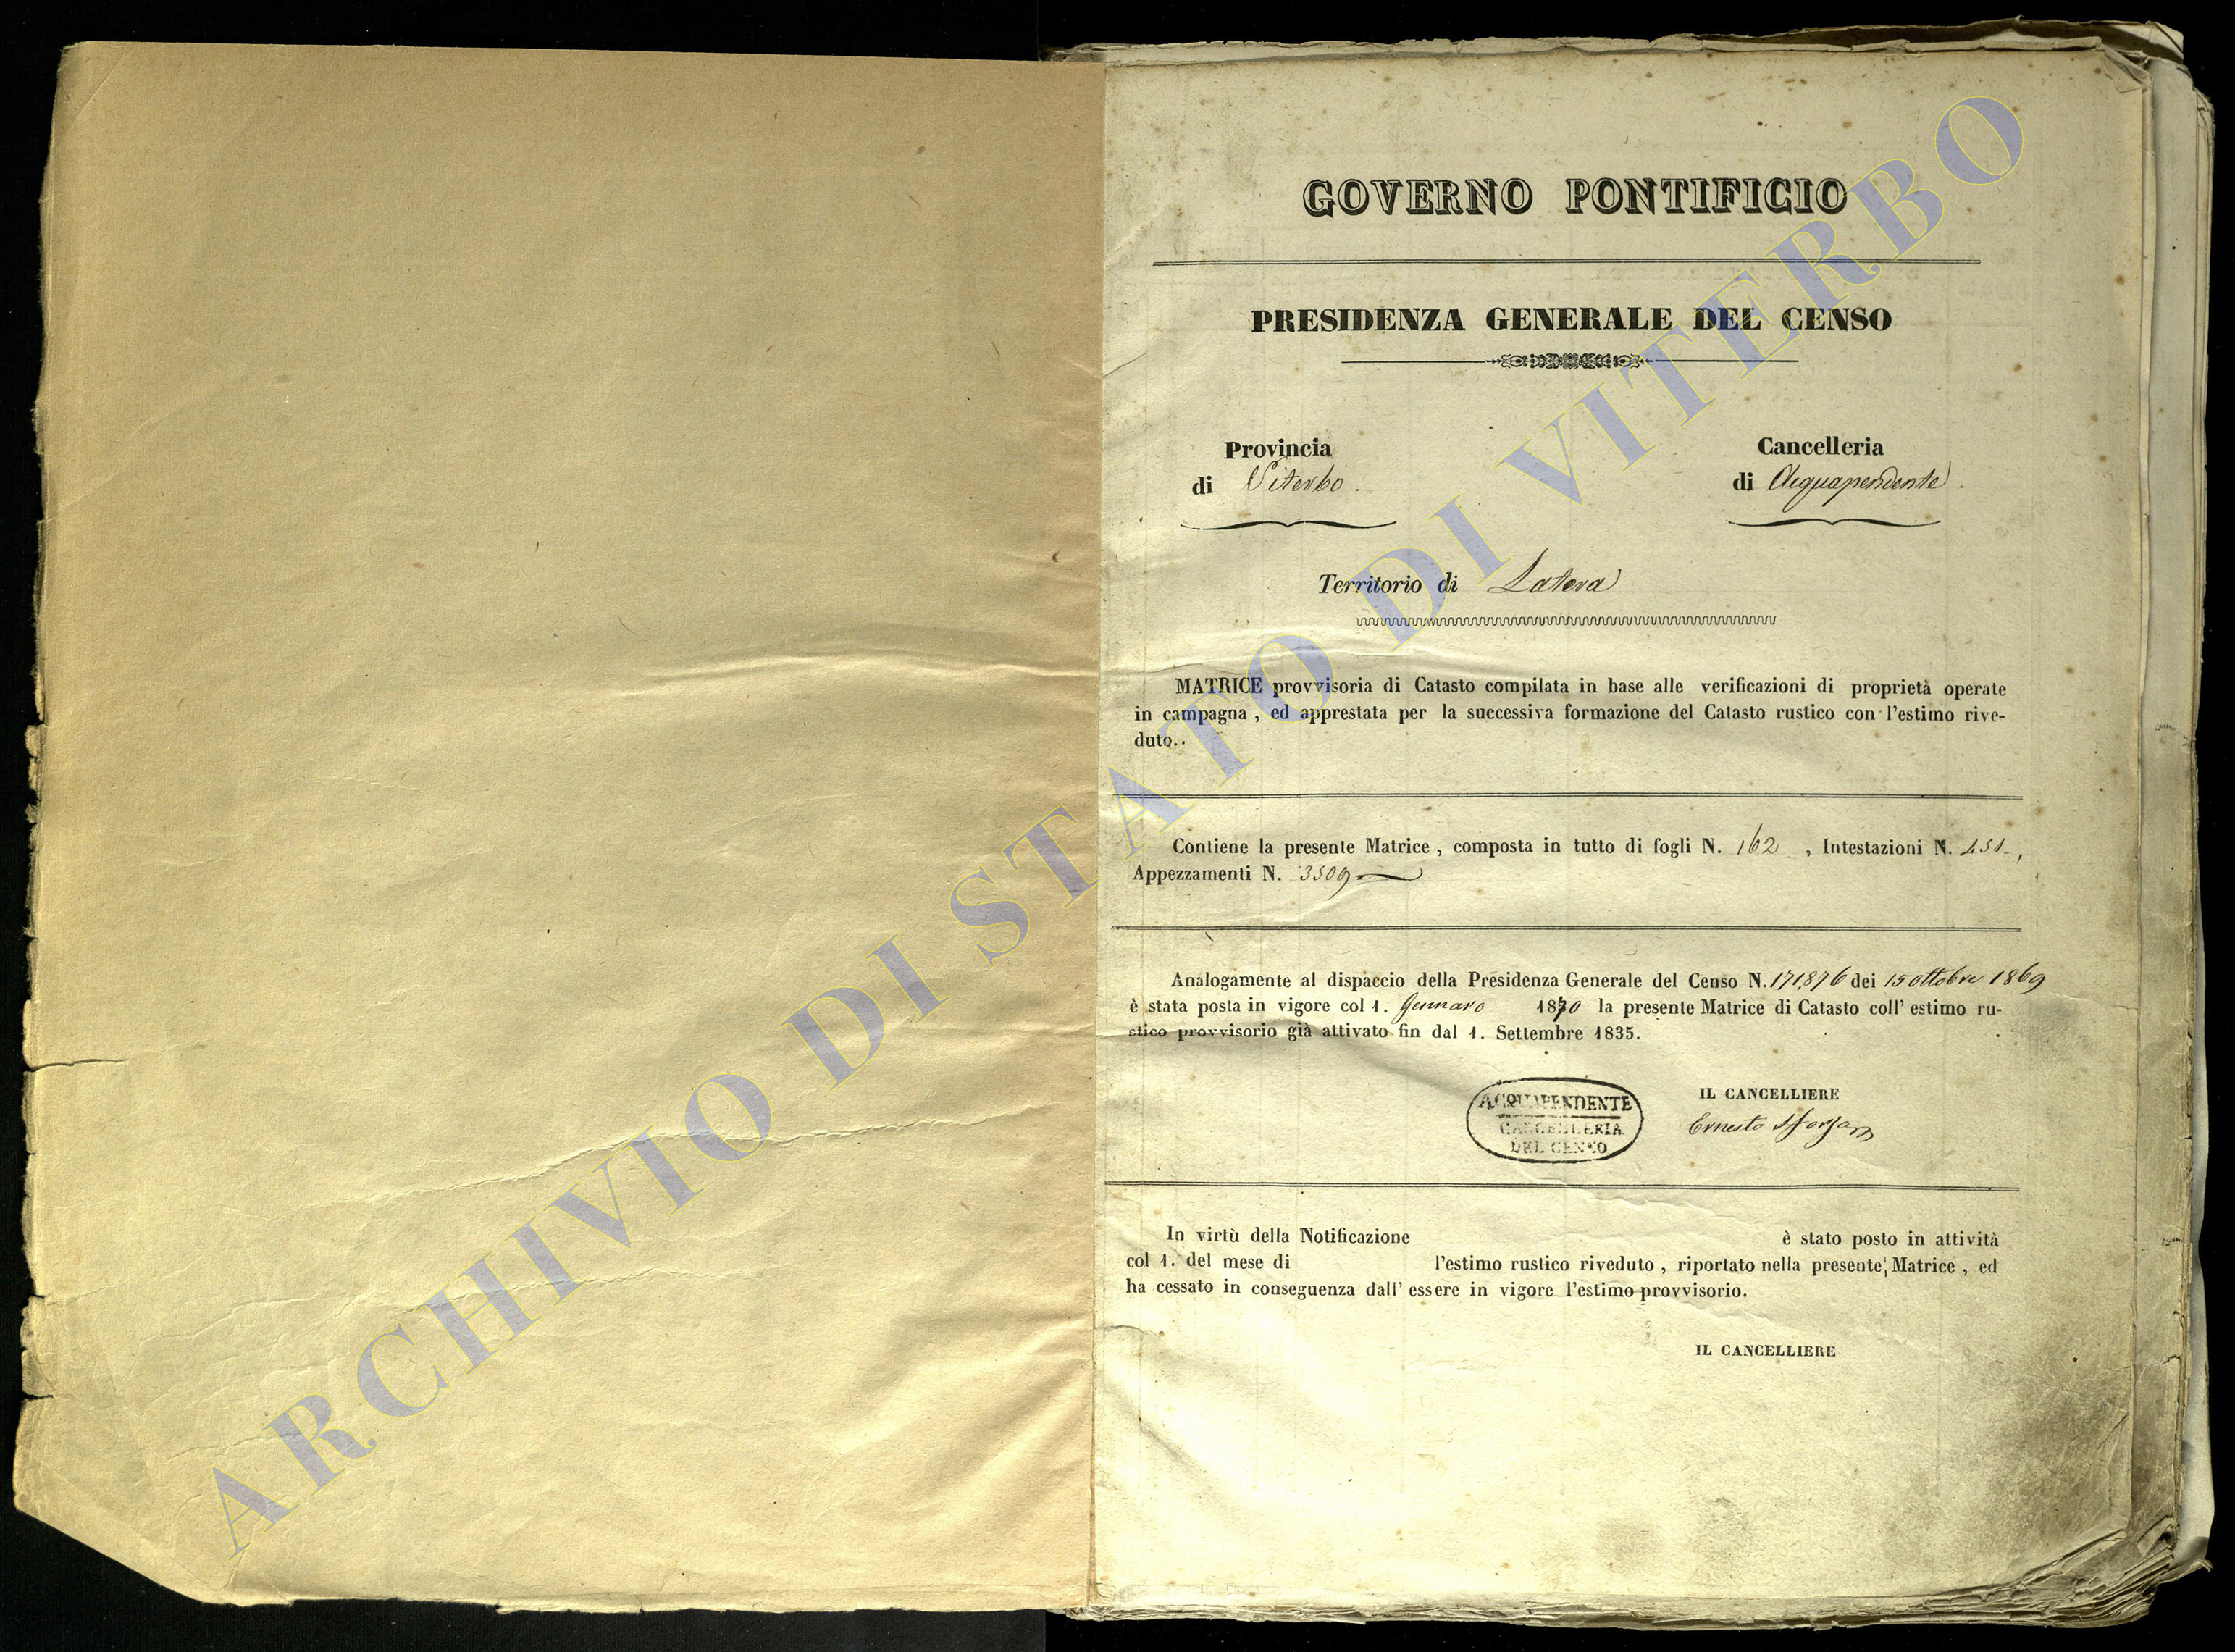 GOVERNO PONTIFICIO
PRESIDENZA GENERALE DEL CENSO
Provincia
di Viterbo.
Cancelleria
di Acquapendente.
Territorio di Latera
MATRICE provvisoria di Catasto compilata in base alle verificazioni di proprietà operate
in campagna, ed apprestata per la successiva formazione del Catasto rustico con l'estimo rive-
duto.
Contiene la presente Matrice, composta in tutto di fogli N. 162, Intestazioni N.
Appezzamenti N. 3509
Analogamente al dispaccio della Presidenza Generale del Censo N. 171,876 dei 15 Ottobre 1869
è stata posta in vigore col 1. Gennaro 1870 la presente Matrice di Catasto coll' estimo ru-
stico provvisorio già attivato fin dal 1. Settembre 1835.
ACQUAPENDENTE
CANCELLERIA
DEL CENSO
IL CANCELLIERE
Ernesto
In virtù della Notificazione è stato posto in attività
col 1. del mese di l'estimo rustico riveduto, riportato nella presente Matrice, ed
ha cessato in conseguenza dall' essere in vigore l'estimo provvisorio.
IL CANCELLIERE
ARCHIVIO DI STATO DI VITERBO